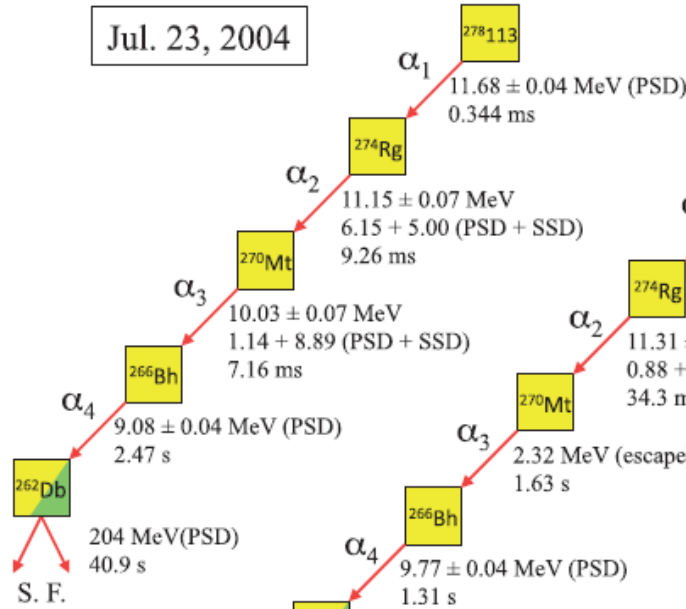 Jul. 23, 2004
²⁷⁸113
α₁
11.68 ± 0.04 MeV (PSD)
0.344 ms
²⁷⁴Rg
α₂
11.15 ± 0.07 MeV
6.15 + 5.00 (PSD + SSD)
9.26 ms
²⁷⁰Mt
α₃
10.03 ± 0.07 MeV
1.14 + 8.89 (PSD + SSD)
7.16 ms
²⁶⁶Bh
α₄
9.08 ± 0.04 MeV (PSD)
2.47 s
²⁶²Db
204 MeV(PSD)
40.9 s
S. F.
²⁷⁴Rg
α₂
11.31
0.88 +
34.3
²⁷⁰Mt
α₃
2.32 MeV (escape
1.63 s
²⁶⁶Bh
α₄
9.77 ± 0.04 MeV (PSD)
1.31 s